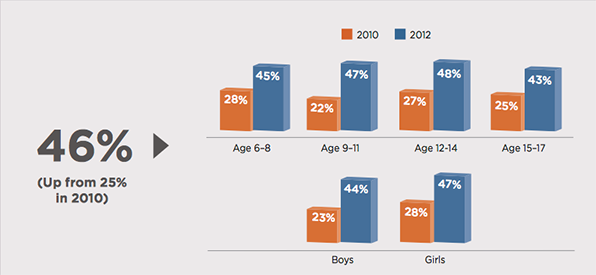 2010 2012
28% 45% 22% 47% 27% 48% 25% 43%
Age 6–8 Age 9–11 Age 12-14 Age 15–17
46%
(Up from 25%
in 2010)
23% 44% 28% 47%
Boys Girls